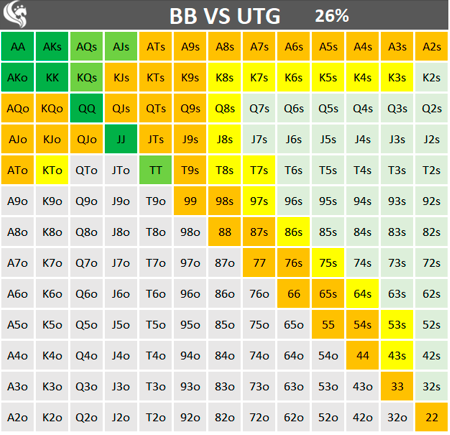 BB VS UTG 26%
AA AKs AQs AJs ATs A9s A8s A7s A6s A5s A4s A3s A2s
AKo KK KQs KJs KTs K9s K8s K7s K6s K5s K4s K3s K2s
AQo KQo QQ QJs QTs Q9s Q8s Q7s Q6s Q5s Q4s Q3s Q2s
AJo KJo QJo JJ JTs J9s J8s J7s J6s J5s J4s J3s J2s
ATo KTo QTo JTo TT T9s T8s T7s T6s T5s T4s T3s T2s
A9o K9o Q9o J9o T9o 99 98s 97s 96s 95s 94s 93s 92s
A8o K8o Q8o J8o T8o 98o 88 87s 86s 85s 84s 83s 82s
A7o K7o Q7o J7o T7o 97o 87o 77 76s 75s 74s 73s 72s
A6o K6o Q6o J6o T6o 96o 86o 76o 66 65s 64s 63s 62s
A5o K5o Q5o J5o T5o 95o 85o 75o 65o 55 54s 53s 52s
A4o K4o Q4o J4o T4o 94o 84o 74o 64o 54o 44 43s 42s
A3o K3o Q3o J3o T3o 93o 83o 73o 63o 53o 43o 33 32s
A2o K2o Q2o J2o T2o 92o 82o 72o 62o 52o 42o 32o 22